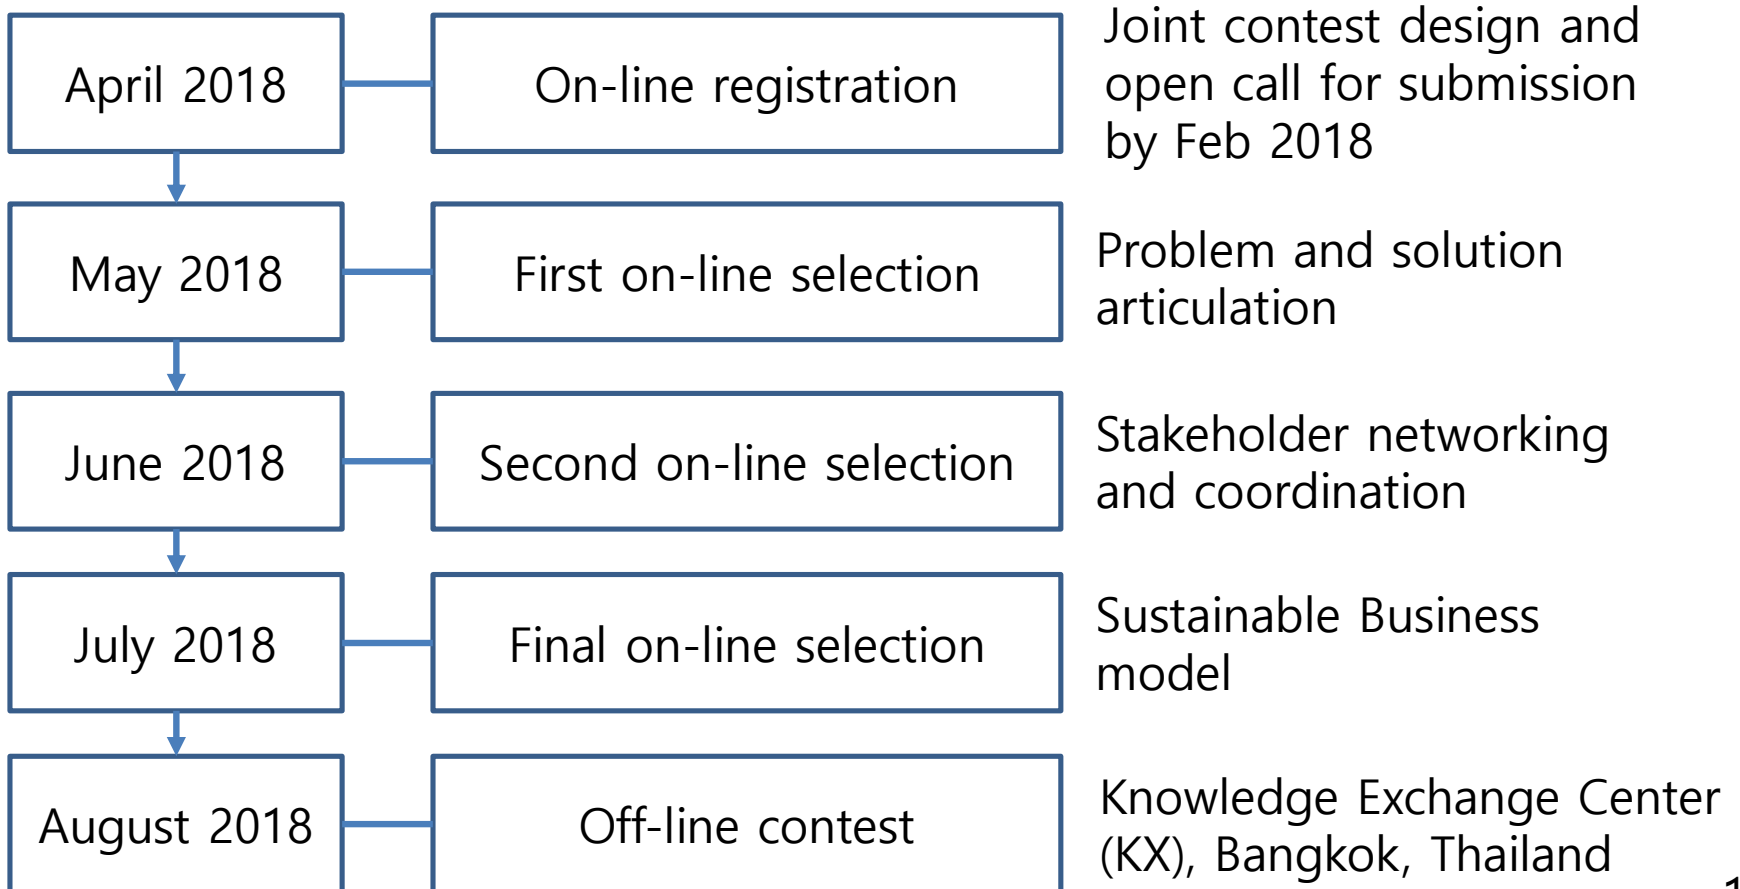 April 2018
On-line registration
Joint contest design and
open call for submission
by Feb 2018
May 2018
First on-line selection
Problem and solution
articulation
June 2018
Second on-line selection
Stakeholder networking
and coordination
July 2018
Final on-line selection
Sustainable Business
model
August 2018
Off-line contest
Knowledge Exchange Center
(KX), Bangkok, Thailand